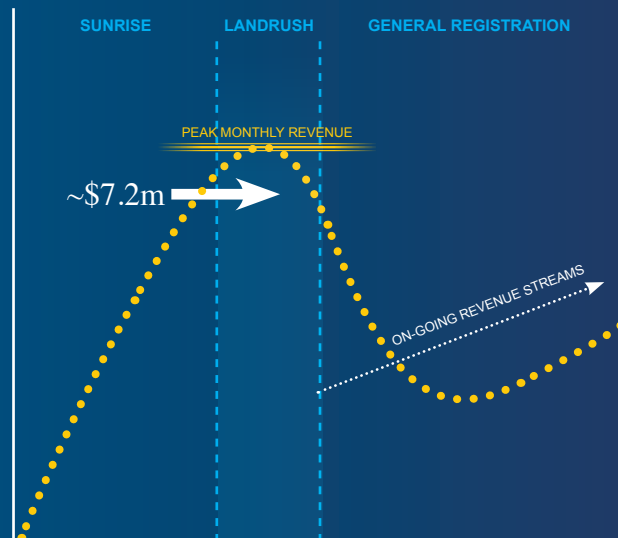 SUNRISE
LANDRUSH
GENERAL REGISTRATION
PEAK MONTHLY REVENUE
~$7.2m
ON-GOING REVENUE STREAMS